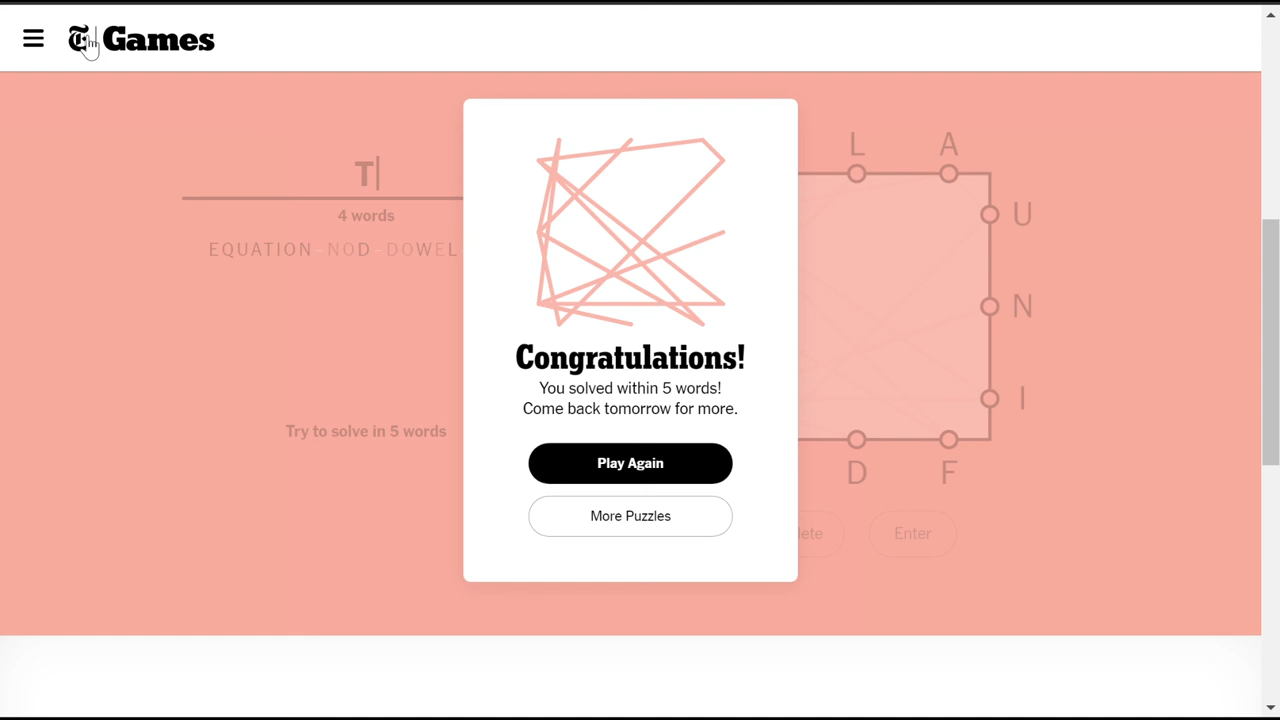 T Games
L A
T
U
4 words
EQUATION - NOD - DOWEL
N
Congratulations!
You solved within 5 words!
Come back tomorrow for more.
I
Try to solve in 5 words
Play Again
D F
More Puzzles
lete Enter